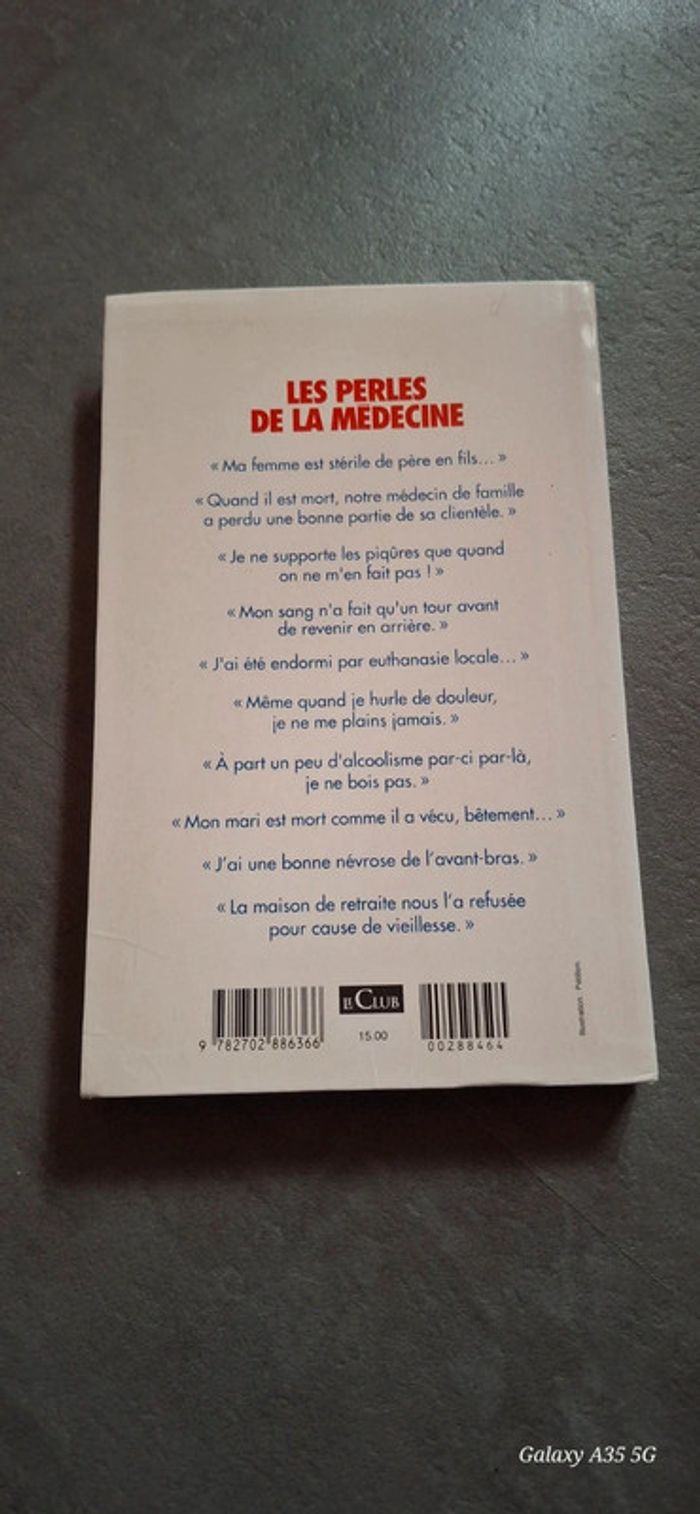 LES PERLES
DE LA MÉDECINE
« Ma femme est stérile de père en fils... »
« Quand il est mort, notre médecin de famille
a perdu une bonne partie de sa clientèle. »
« Je ne supporte les piqûres que quand
on ne m'en fait pas ! »
« Mon sang n'a fait qu'un tour avant
de revenir en arrière. »
« J'ai été endormi par euthanasie locale... »
« Même quand je hurle de douleur,
je ne me plains jamais. »
« À part un peu d'alcoolisme par-ci par-là,
je ne bois pas. »
« Mon mari est mort comme il a vécu, bêtement... »
« J'ai une bonne névrose de l'avant-bras. »
« La maison de retraite nous l'a refusée
pour cause de vieillesse. »
LE CLUB
15.00
9 782702 886366
00288464
Illustration :
Galaxy A35 5G